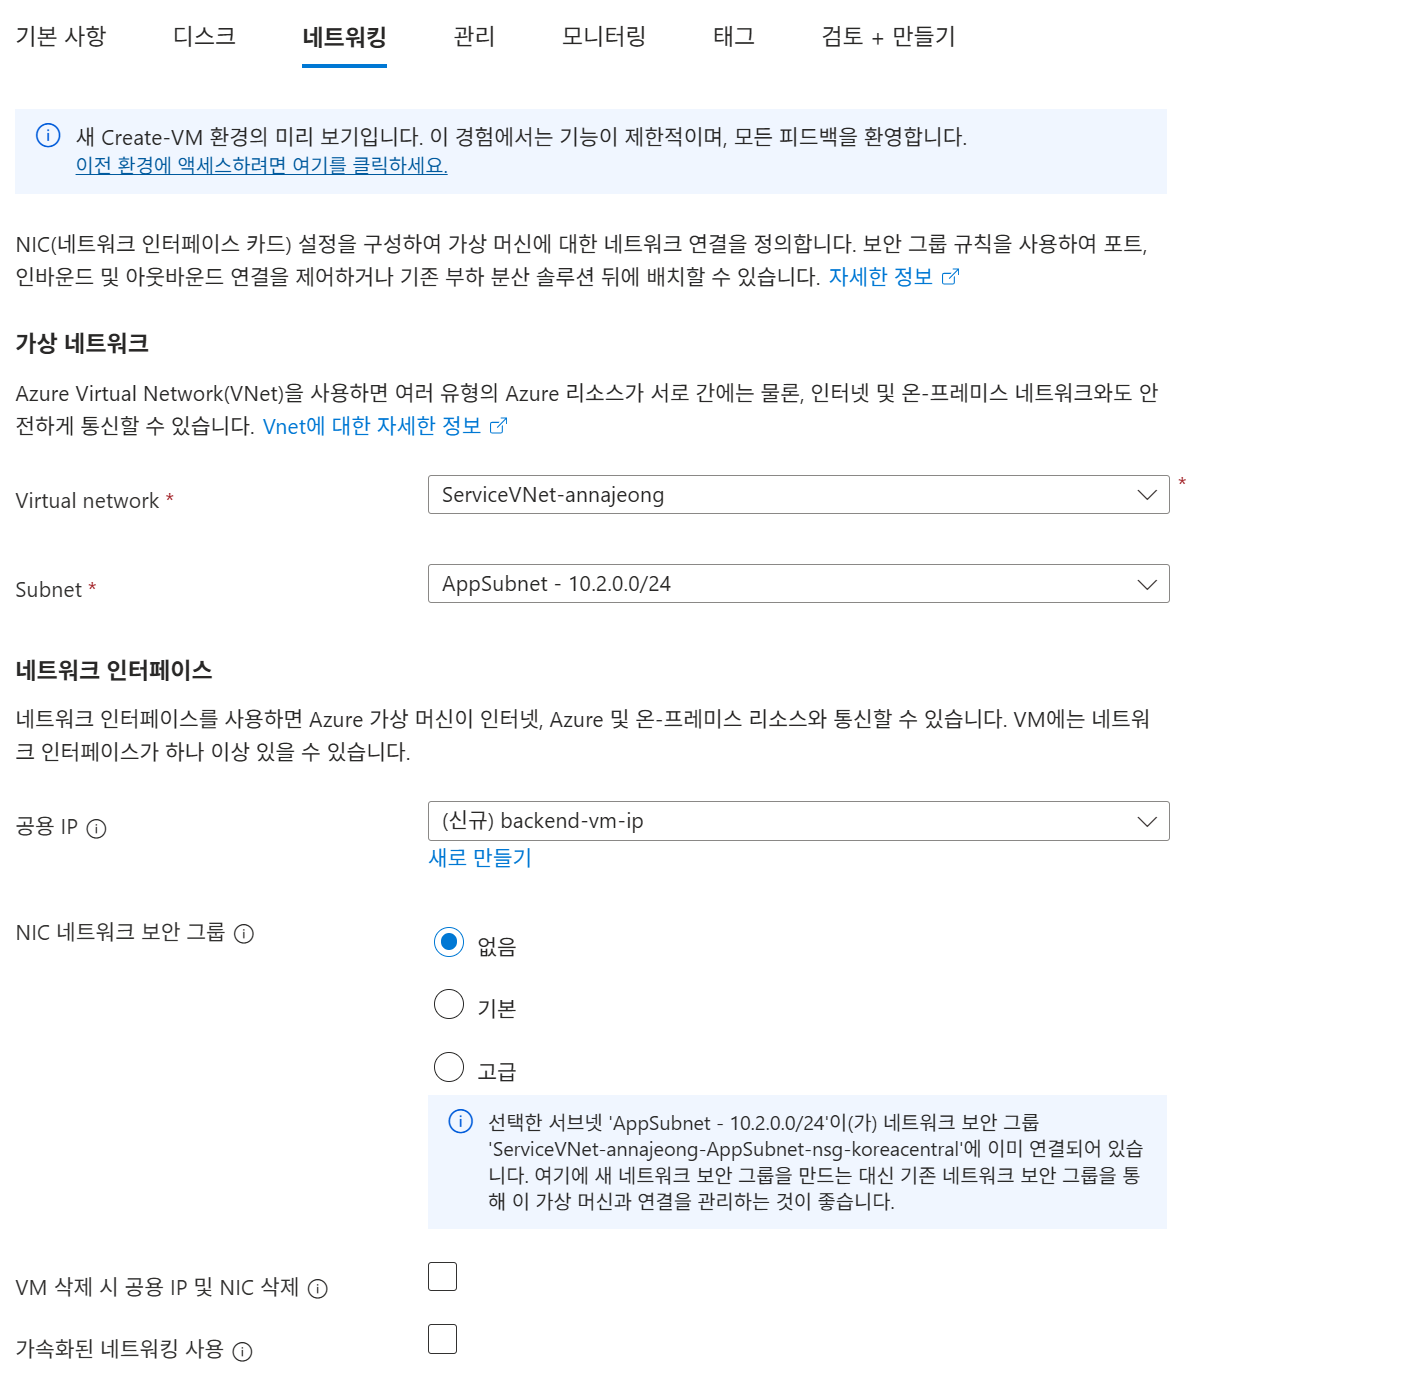 기본 사항 디스크 네트워킹 관리 모니터링 태그 검토 + 만들기
새 Create-VM 환경의 미리 보기입니다. 이 경험에서는 기능이 제한적이며, 모든 피드백을 환영합니다.
이전 환경에 액세스하려면 여기를 클릭하세요.
NIC(네트워크 인터페이스 카드) 설정을 구성하여 가상 머신에 대한 네트워크 연결을 정의합니다. 보안 그룹 규칙을 사용하여 포트,
인바운드 및 아웃바운드 연결을 제어하거나 기존 부하 분산 솔루션 뒤에 배치할 수 있습니다. 자세한 정보
가상 네트워크
Azure Virtual Network(VNet)을 사용하면 여러 유형의 Azure 리소스가 서로 간에는 물론, 인터넷 및 온-프레미스 네트워크와도 안
전하게 통신할 수 있습니다. Vnet에 대한 자세한 정보
Virtual network * ServiceVNet-annajeong *
Subnet * AppSubnet - 10.2.0.0/24
네트워크 인터페이스
네트워크 인터페이스를 사용하면 Azure 가상 머신이 인터넷, Azure 및 온-프레미스 리소스와 통신할 수 있습니다. VM에는 네트워
크 인터페이스가 하나 이상 있을 수 있습니다.
공용 IP (신규) backend-vm-ip
새로 만들기
NIC 네트워크 보안 그룹
없음
기본
고급
선택한 서브넷 'AppSubnet - 10.2.0.0/24'이(가) 네트워크 보안 그룹
'ServiceVNet-annajeong-AppSubnet-nsg-koreacentral'에 이미 연결되어 있습
니다. 여기에 새 네트워크 보안 그룹을 만드는 대신 기존 네트워크 보안 그룹을 통
해 이 가상 머신과 연결을 관리하는 것이 좋습니다.
VM 삭제 시 공용 IP 및 NIC 삭제
가속화된 네트워킹 사용